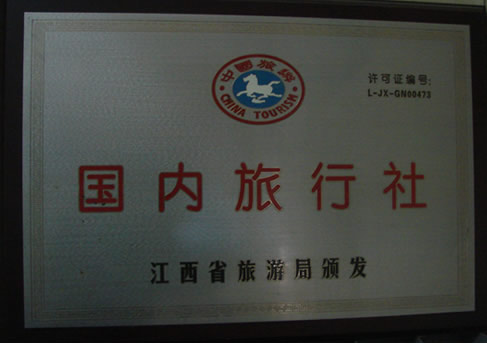 中国旅游
CHINA TOURISM
许可证编号:
L-JX-GN00473
国内旅行社
江西省旅游局颁发